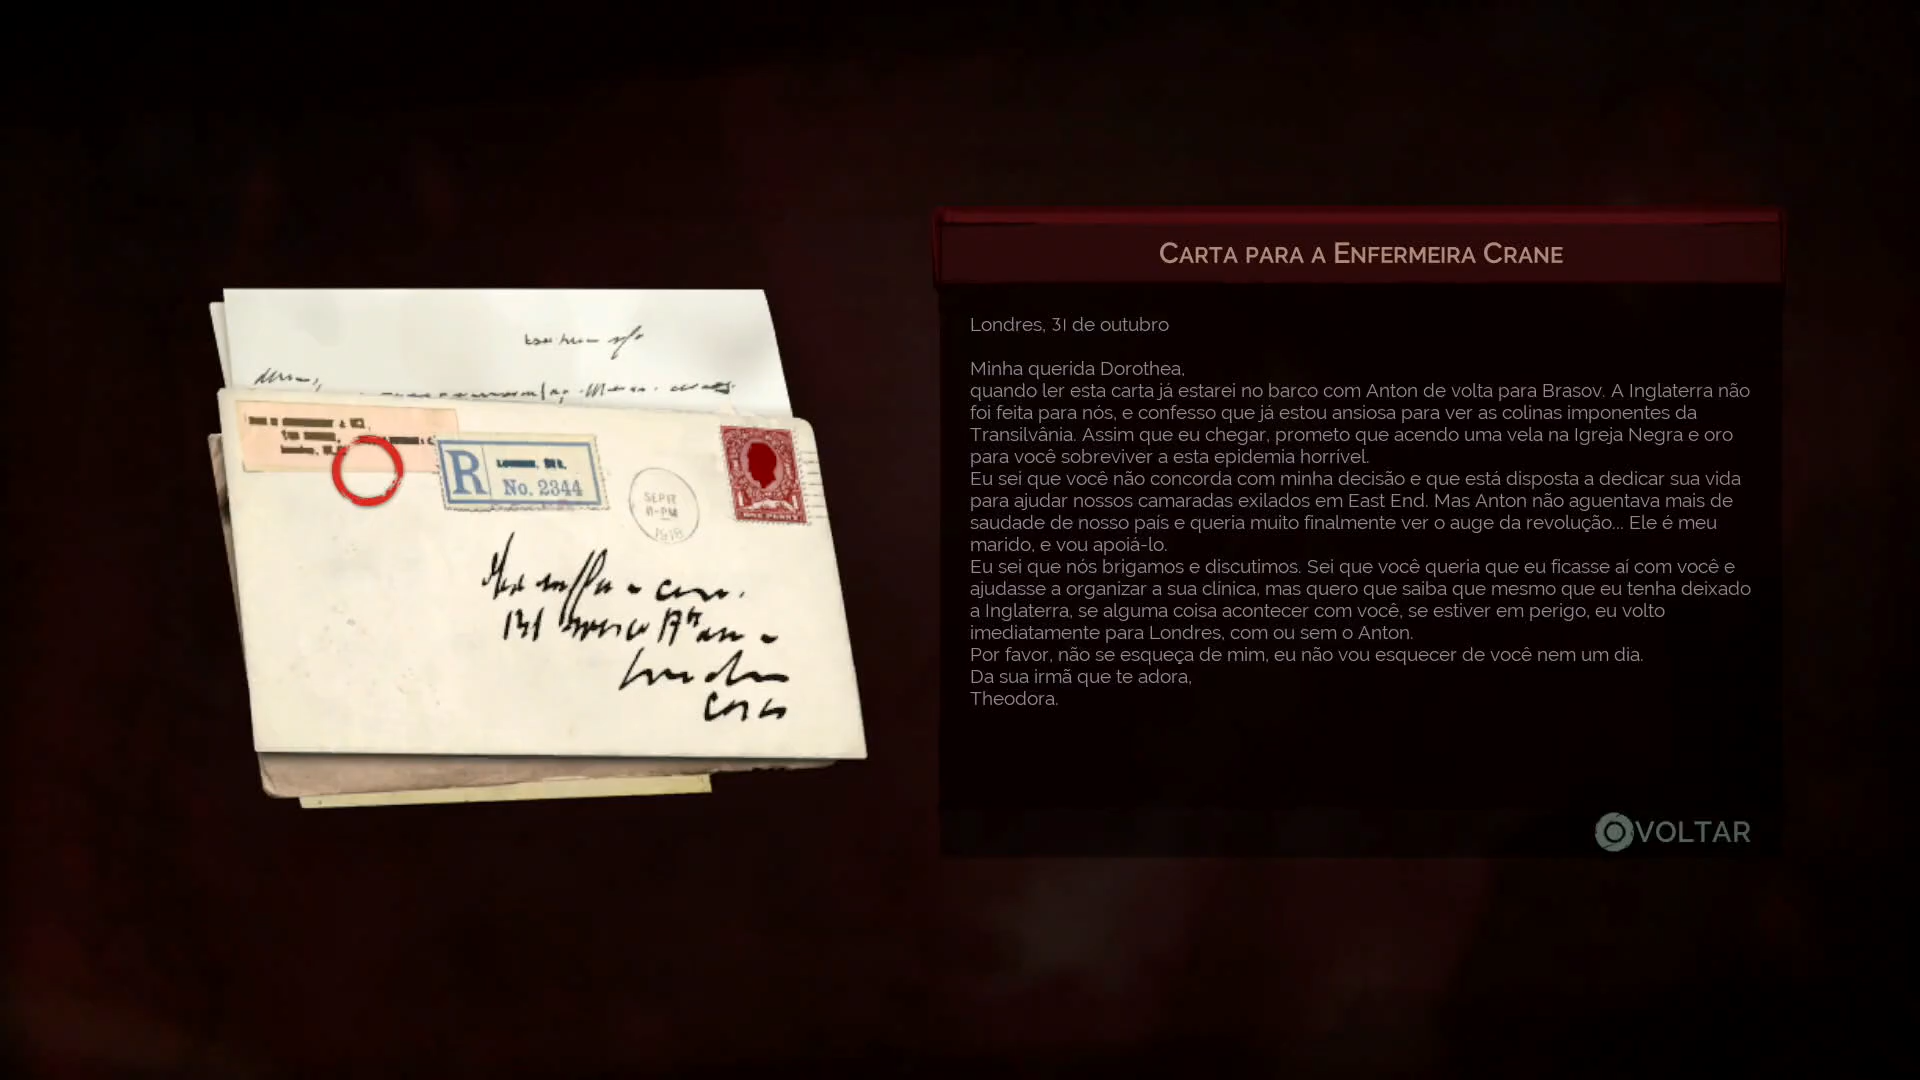 CARTA PARA A ENFERMEIRA CRANE
Londres, 31 de outubro
Minha querida Dorothea,
quando ler esta carta já estarei no barco com Anton de volta para Brasov. A Inglaterra não
foi feita para nós, e confesso que já estou ansiosa para ver as colinas imponentes da
Transilvânia. Assim que eu chegar, prometo que acendo uma vela na Igreja Negra e oro
para você sobreviver a esta epidemia horrível.
Eu sei que você não concorda com minha decisão e que está disposta a dedicar sua vida
para ajudar nossos camaradas exilados em East End. Mas Anton não aguentava mais de
saudade de nosso país e queria muito finalmente ver o auge da revolução... Ele é meu
marido, e vou apoiá-lo.
Eu sei que nós brigamos e discutimos. Sei que você queria que eu ficasse aí com você e
ajudasse a organizar a sua clínica, mas quero que saiba que mesmo que eu tenha deixado
a Inglaterra, se alguma coisa acontecer com você, se estiver em perigo, eu volto
imediatamente para Londres, com ou sem o Anton.
Por favor, não se esqueça de mim, eu não vou esquecer de você nem um dia.
Da sua irmã que te adora,
Theodora.
VOLTAR
R
No. 2344
1918
ONE PENNY